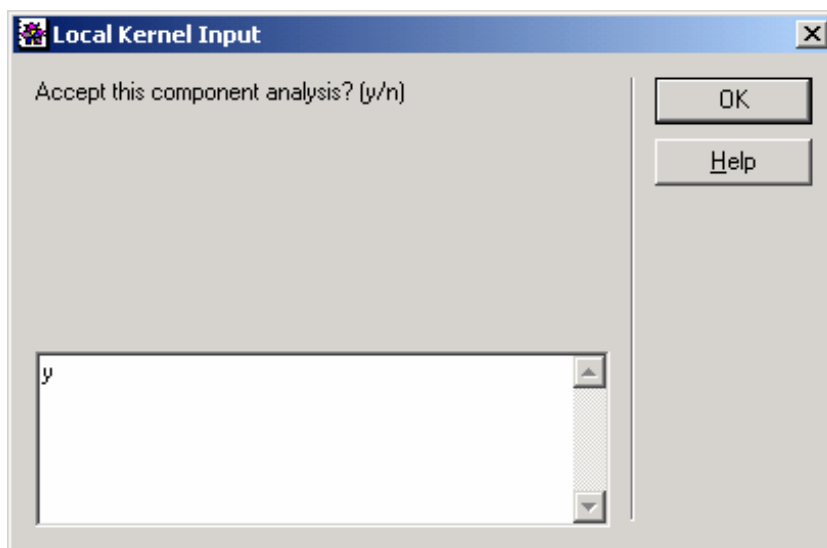 Local Kernel Input
Accept this component analysis? (y/n)
OK
Help
y